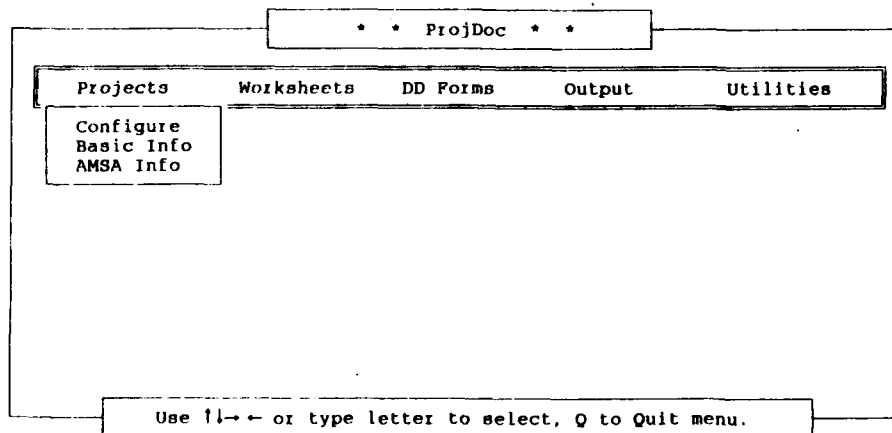 * * ProjDoc * *
Projects Worksheets DD Forms Output Utilities
Configure
Basic Info
AMSA Info
Use ↑↓→ ← or type letter to select, Q to Quit menu.